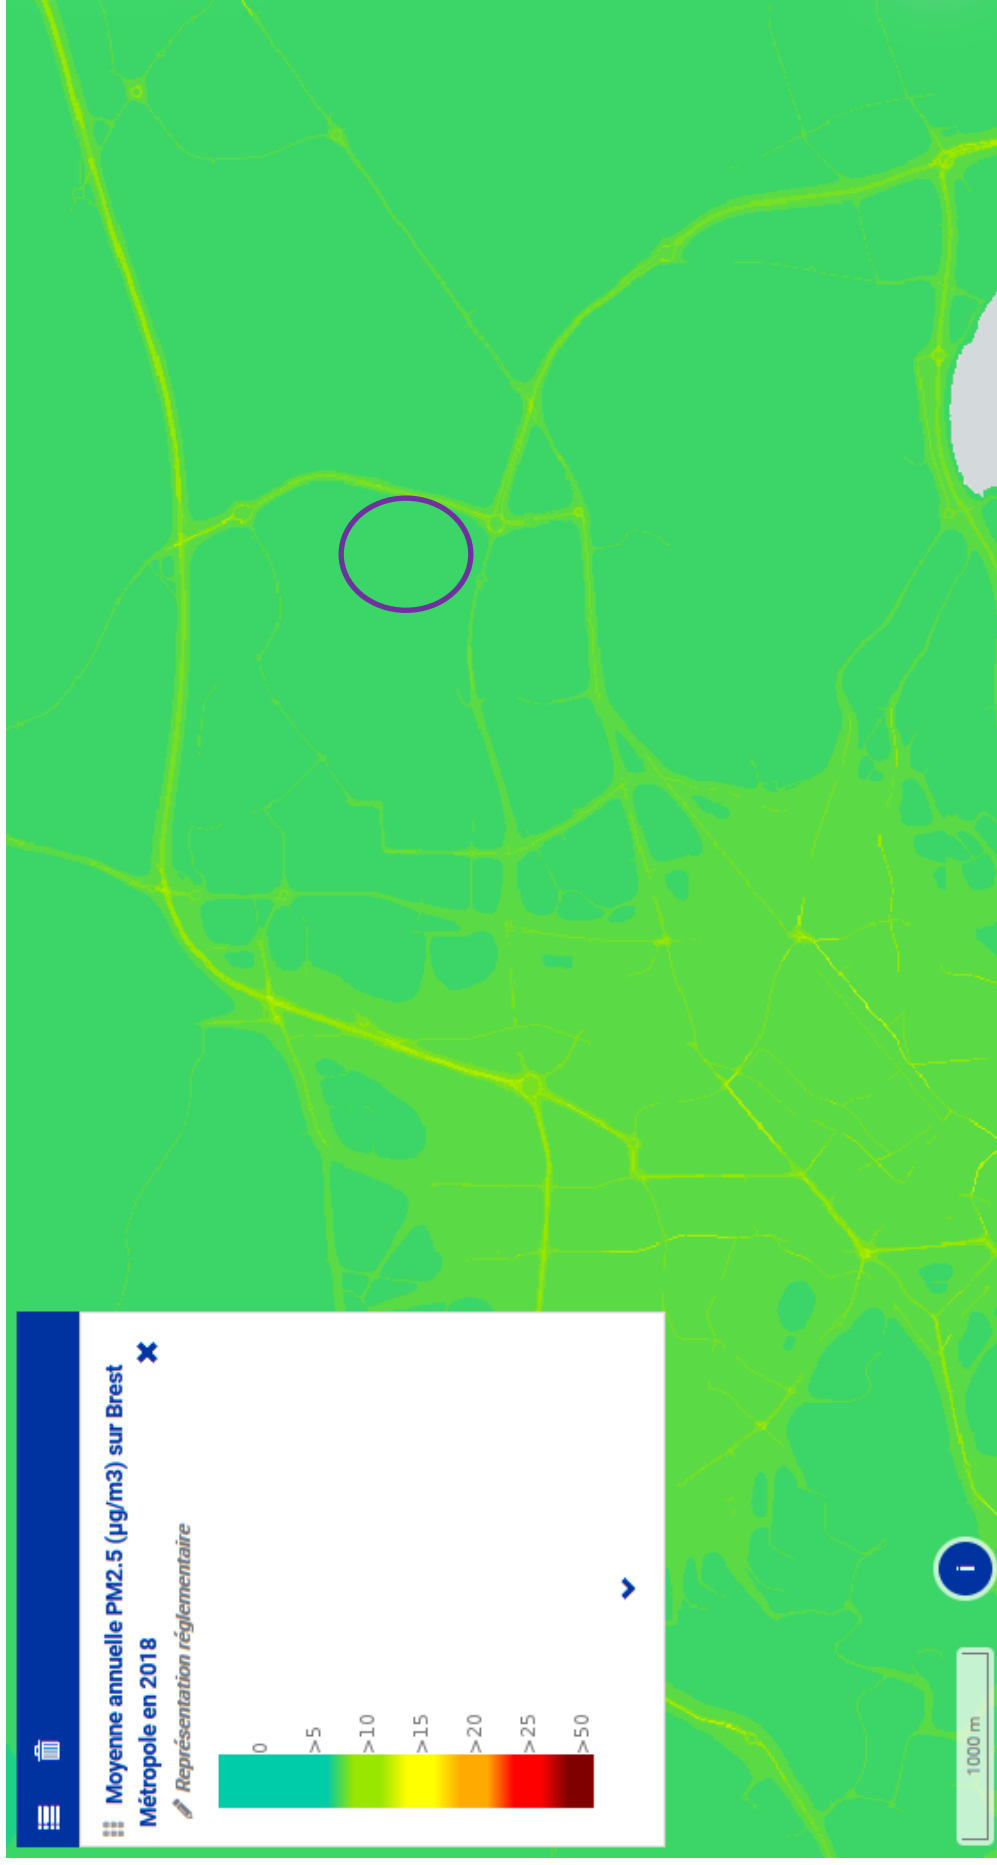 Moyenne annuelle PM2.5 (µg/m3) sur Brest
Métropole en 2018
Représentation réglementaire
0
>5
>10
>15
>20
>25
>50
1000 m
i